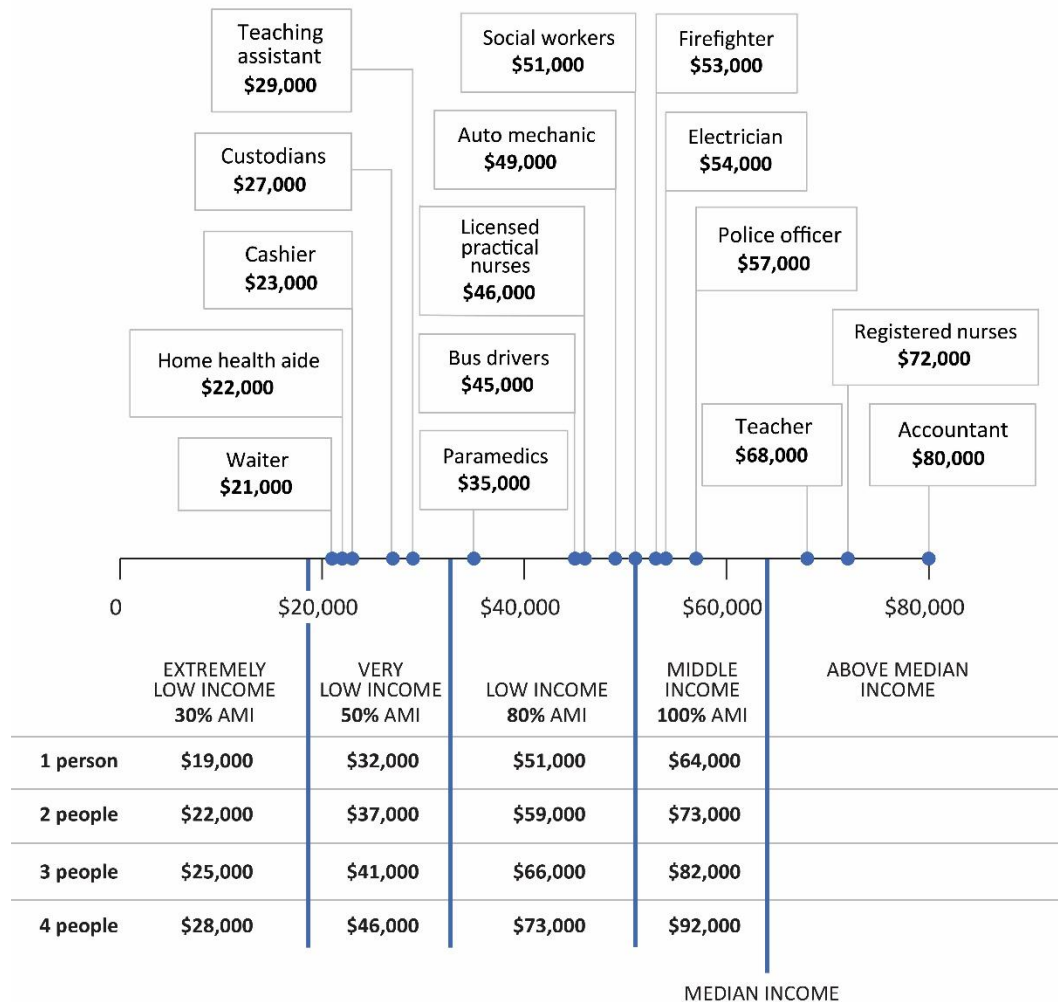 Teaching
assistant
$29,000
Social workers
$51,000
Firefighter
$53,000
Custodians
$27,000
Auto mechanic
$49,000
Electrician
$54,000
Cashier
$23,000
Licensed
practical
nurses
$46,000
Police officer
$57,000
Home health aide
$22,000
Bus drivers
$45,000
Registered nurses
$72,000
Waiter
$21,000
Paramedics
$35,000
Teacher
$68,000
Accountant
$80,000
0 $20,000 $40,000 $60,000 $80,000
EXTREMELY
LOW INCOME
30% AMI
VERY
LOW INCOME
50% AMI
LOW INCOME
80% AMI
MIDDLE
INCOME
100% AMI
ABOVE MEDIAN
INCOME
1 person $19,000 $32,000 $51,000 $64,000
2 people $22,000 $37,000 $59,000 $73,000
3 people $25,000 $41,000 $66,000 $82,000
4 people $28,000 $46,000 $73,000 $92,000
MEDIAN INCOME